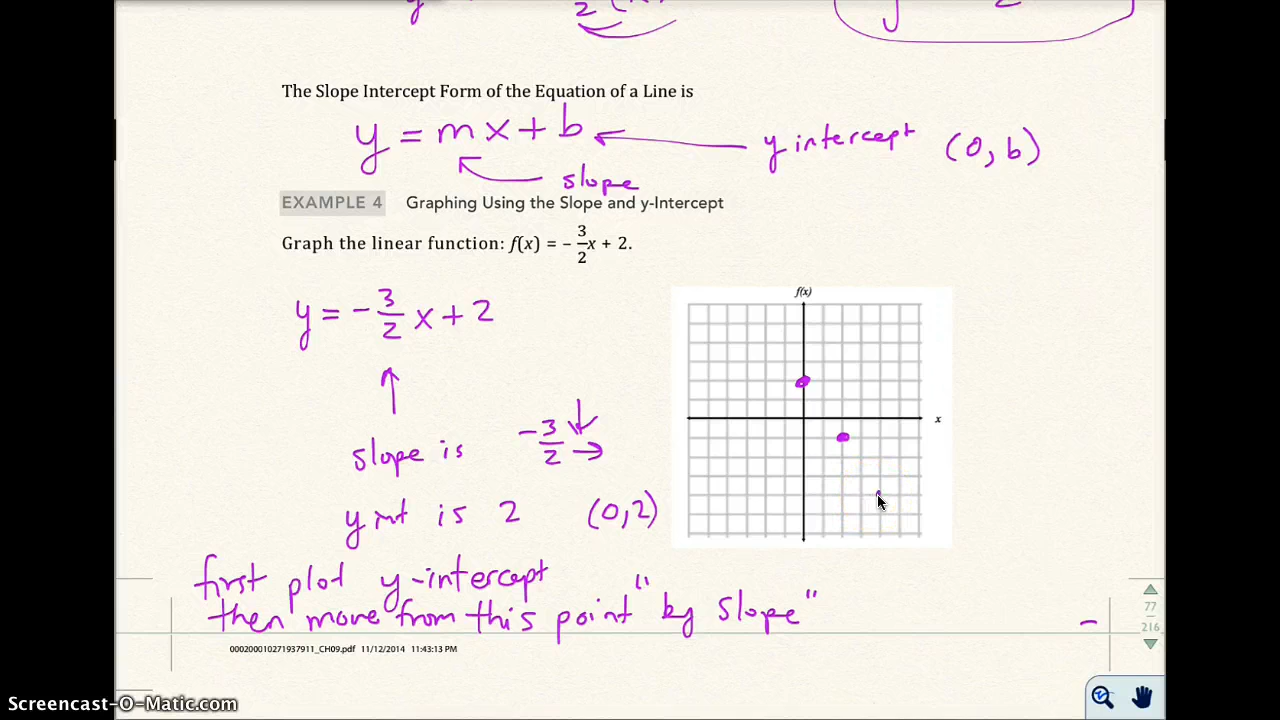 The Slope Intercept Form of the Equation of a Line is
y = mx + b
y intercept (0, b)
slope
EXAMPLE 4 Graphing Using the Slope and y-Intercept
Graph the linear function: f(x) = – 3/2 x + 2.
f(x)
y = - 3/2 x + 2
x
slope is - 3/2
y int is 2 (0,2)
first plot y-intercept
then move from this point "by slope"
77
216
000200010271937911_CH09.pdf 11/12/2014 11:43:13 PM
Screencast-O-Matic.com